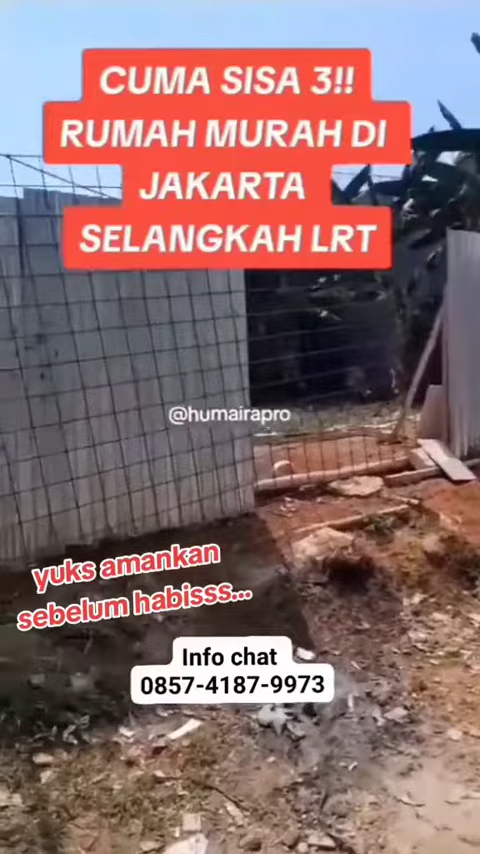 CUMA SISA 3!!
RUMAH MURAH DI
JAKARTA
SELANGKAH LRT
@humairapro
yuks amankan
sebelum habisss...
Info chat
0857-4187-9973